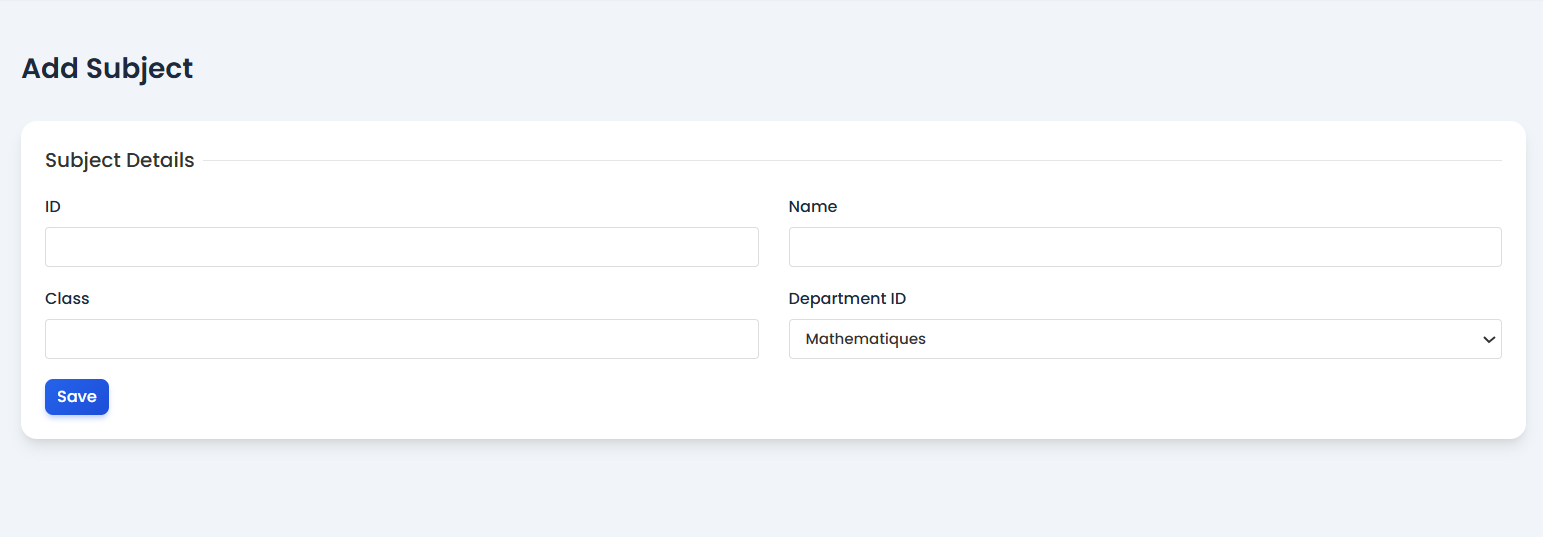 Add Subject
Subject Details
ID
Name
Class
Department ID
Mathematiques
Save